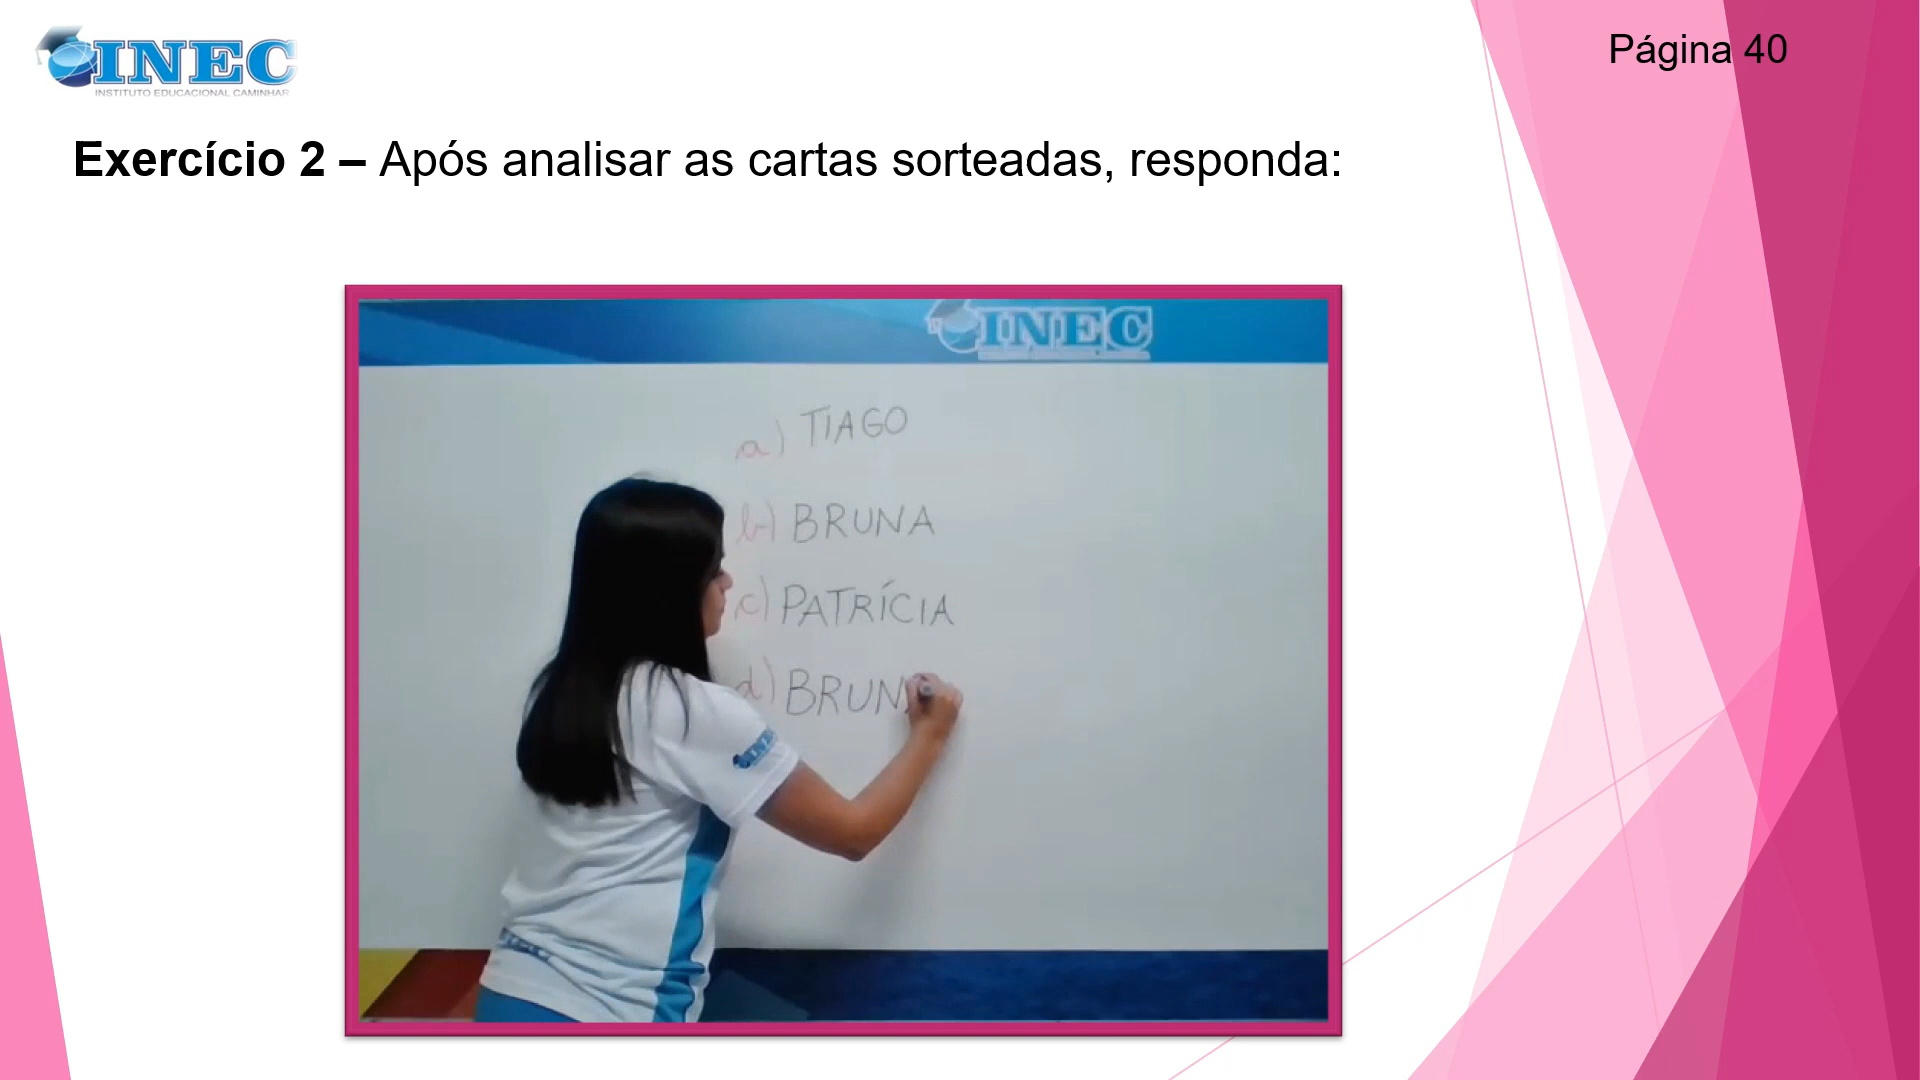 INEC
INSTITUTO EDUCACIONAL CAMINHAR
Página 40
Exercício 2 – Após analisar as cartas sorteadas, responda:
INEC
a) TIAGO
b) BRUNA
c) PATRÍCIA
d) BRUN
INEC